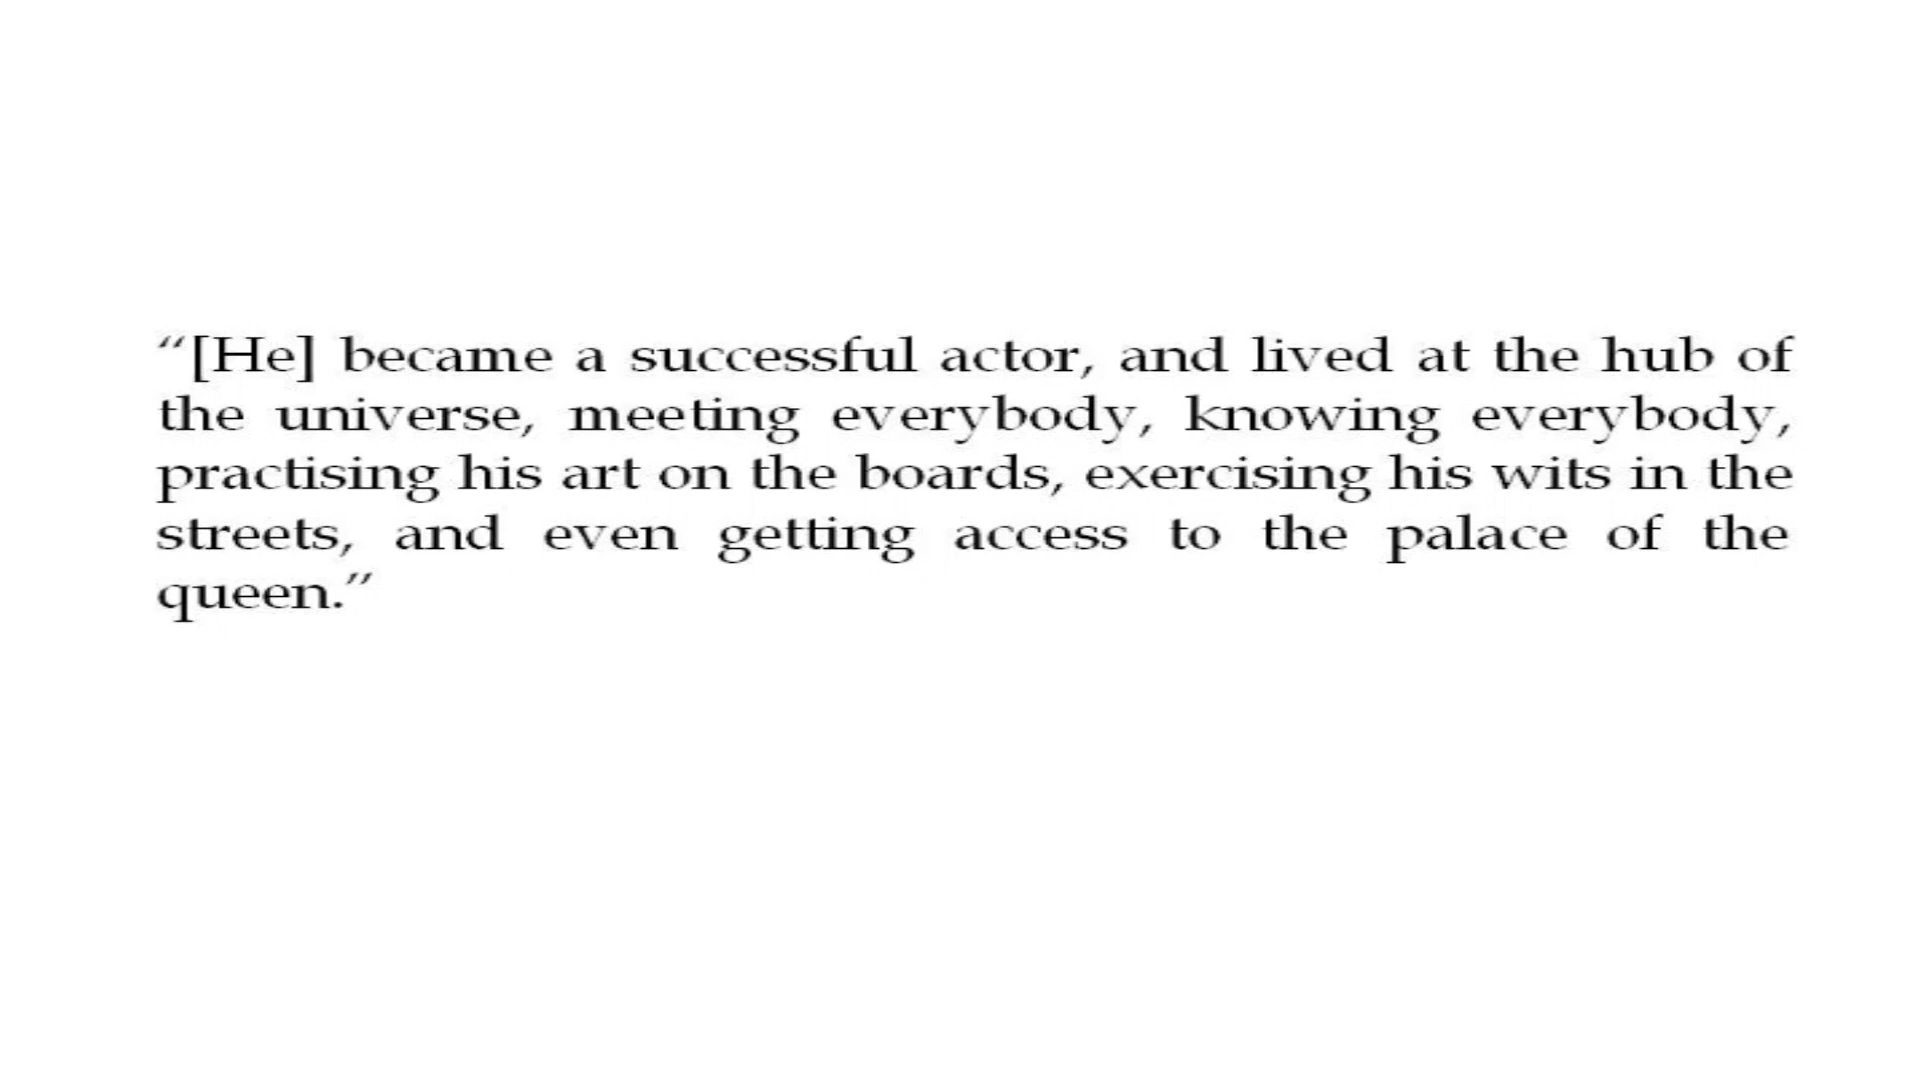 “[He] became a successful actor, and lived at the hub of
the universe, meeting everybody, knowing everybody,
practising his art on the boards, exercising his wits in the
streets, and even getting access to the palace of the
queen.”